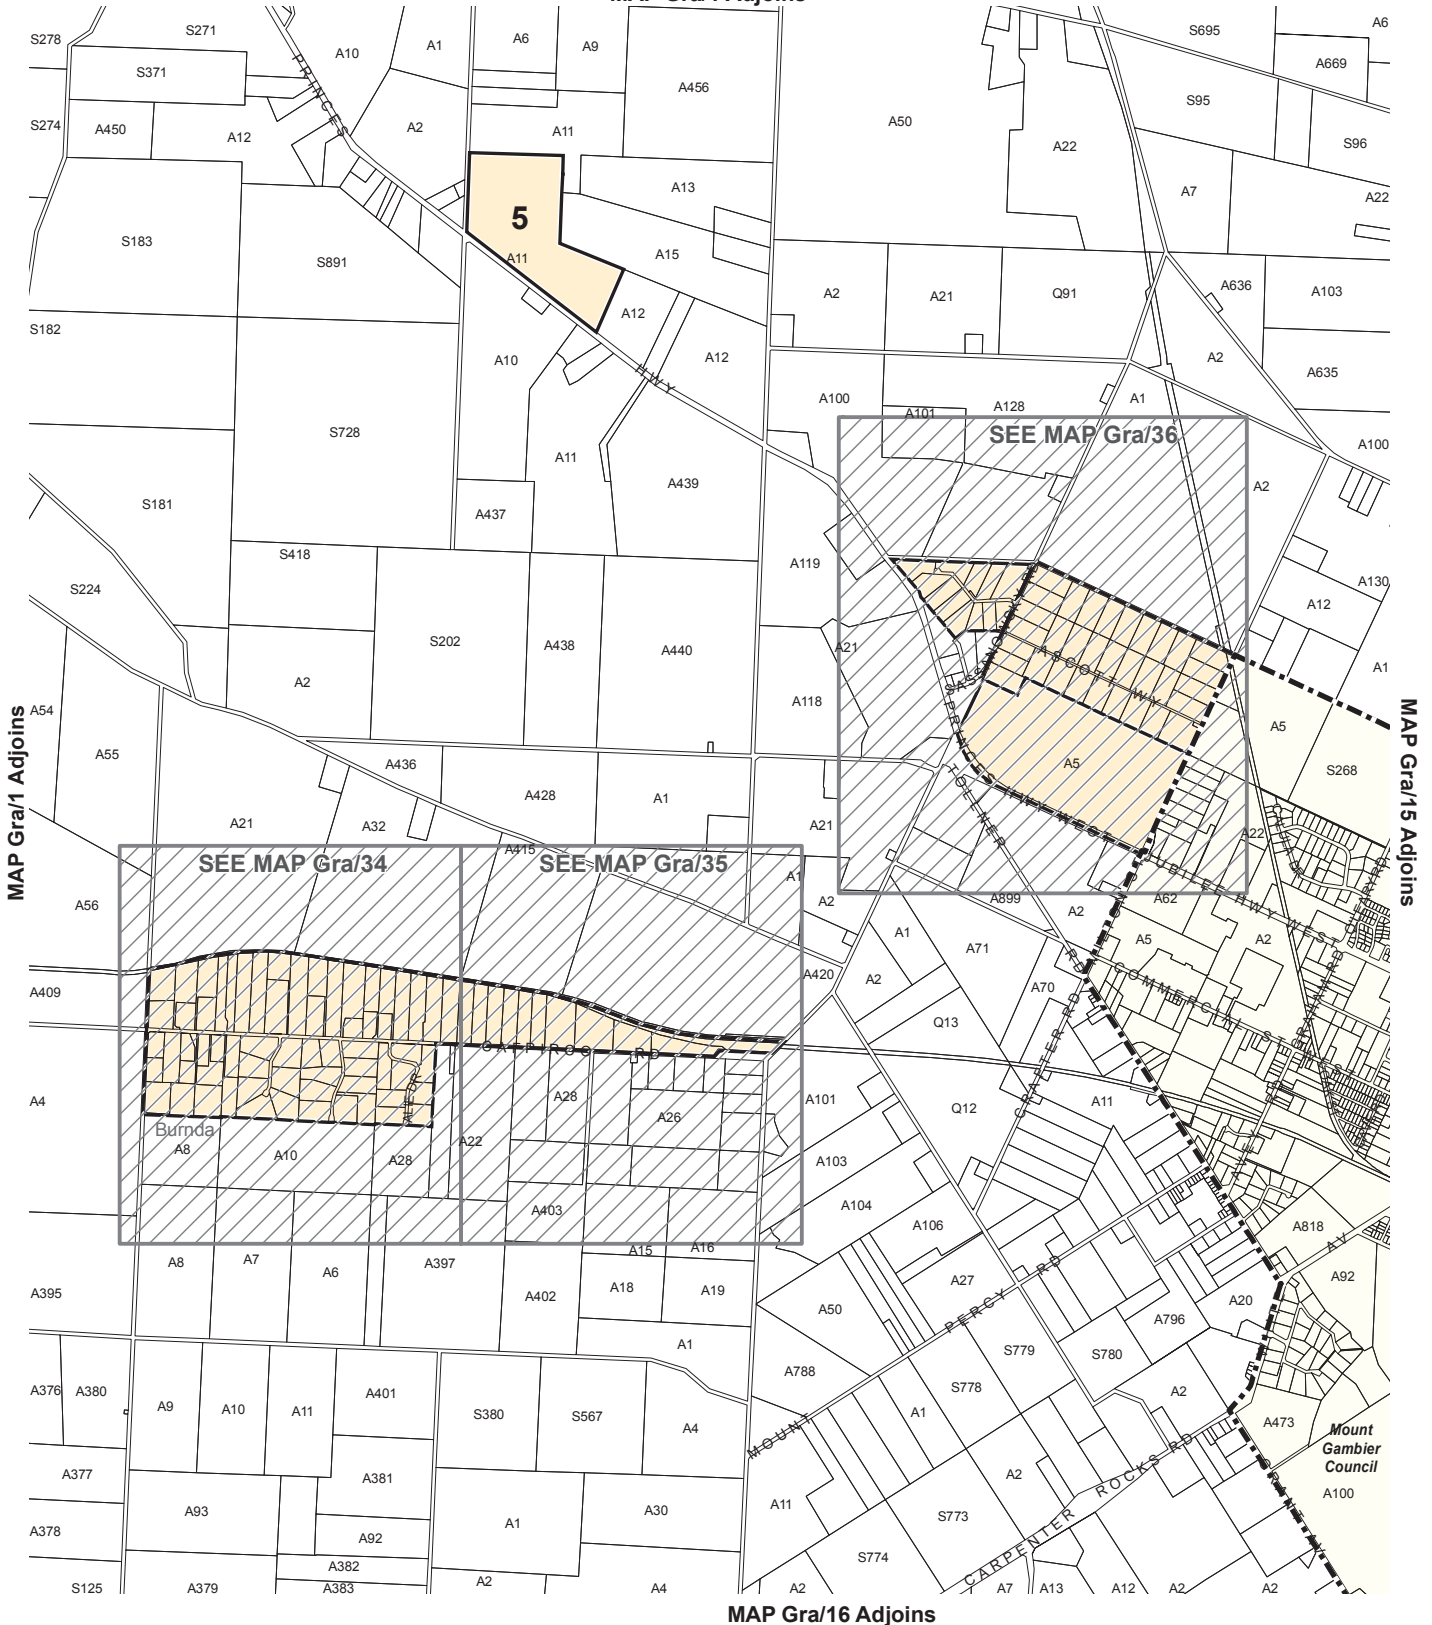 S278
S271
A10
A1
A6
A9
A456
S695
A6
A669
S371
PRINCES
S95
S274
A450
A12
A2
A11
A50
A22
S96
A13
A7
A22
5
S183
S891
A11
A15
A2
A21
Q91
A636
A103
S182
A12
A10
A12
A2
A635
HWY
A100
A101
A128
A1
S728
SEE MAP Gra/36
A100
A11
A439
A2
S181
A437
S418
A119
A130
S224
A12
S202
A438
A440
A21
A1
A2
ASCOTT WY
A54
A118
MAP Gra/1 Adjoins
MAP Gra/15 Adjoins
A5
A55
A436
A5
S268
A428
A1
A21
A32
A21
A22
A415
SEE MAP Gra/34
SEE MAP Gra/35
A1
A56
A2
A899
A2
A62
A1
A71
A5
A2
A420
A2
A70
A409
Q13
COMMERCIAL ST
CRATER RD
A4
A28
A26
A101
Q12
A11
Burnda
A8
A10
A28
A22
A103
A403
A104
A106
A818
AV
A8
A7
A6
A397
A15
A16
A395
A402
A18
A19
A50
A27
A92
A20
A796
A1
S779
S780
A788
A376
A380
A401
A9
A10
A11
S380
S567
A4
A1
S778
A2
A473
MOUNT PERCY RD
Mount
Gambier
Council
A377
A381
A2
A100
A93
A30
A11
A378
A92
A1
S773
CARPENTER ROCKS RD
A382
S774
S125
A379
A383
A2
A4
A2
A7
A13
A12
A2
A2
MAP Gra/16 Adjoins